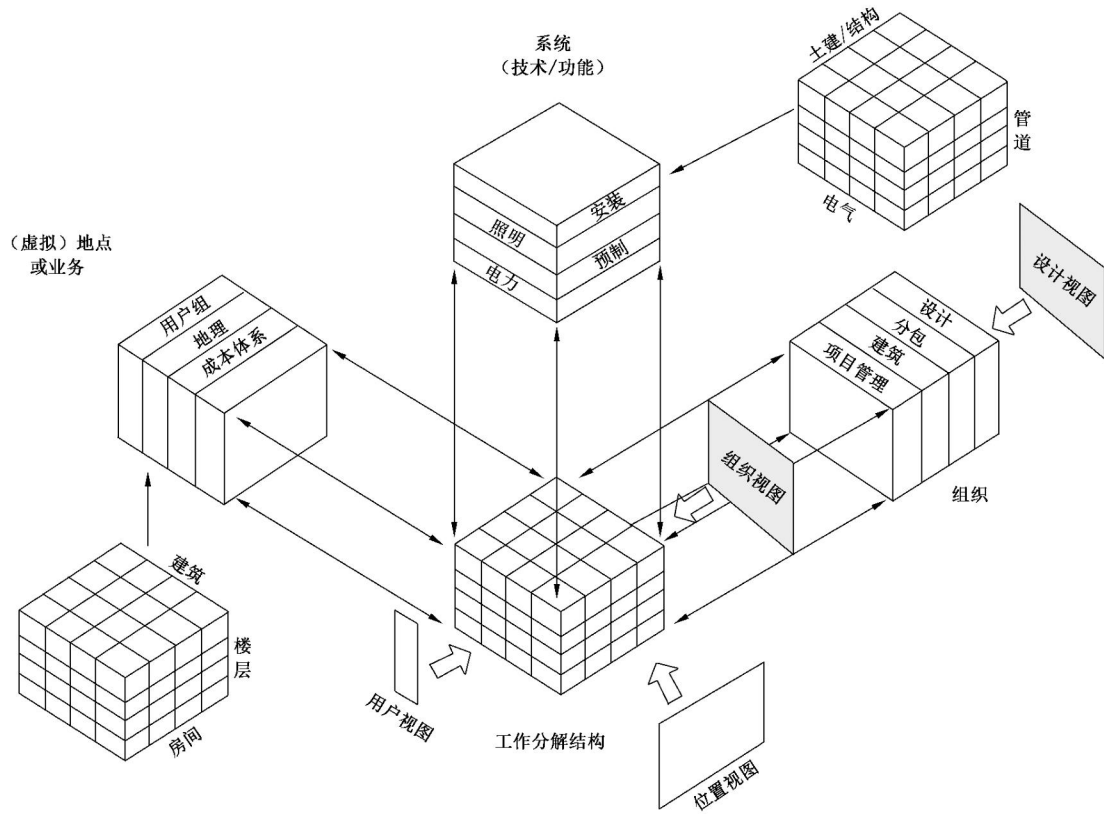 系统
（技术/功能）
土建/结构
管道
电气
安装
照明
预制
电力
设计视图
（虚拟）地点
或业务
用户组
地理
成本体系
设计
分包
建筑
项目管理
组织视图
组织
建筑
楼层
房间
用户视图
工作分解结构
位置视图